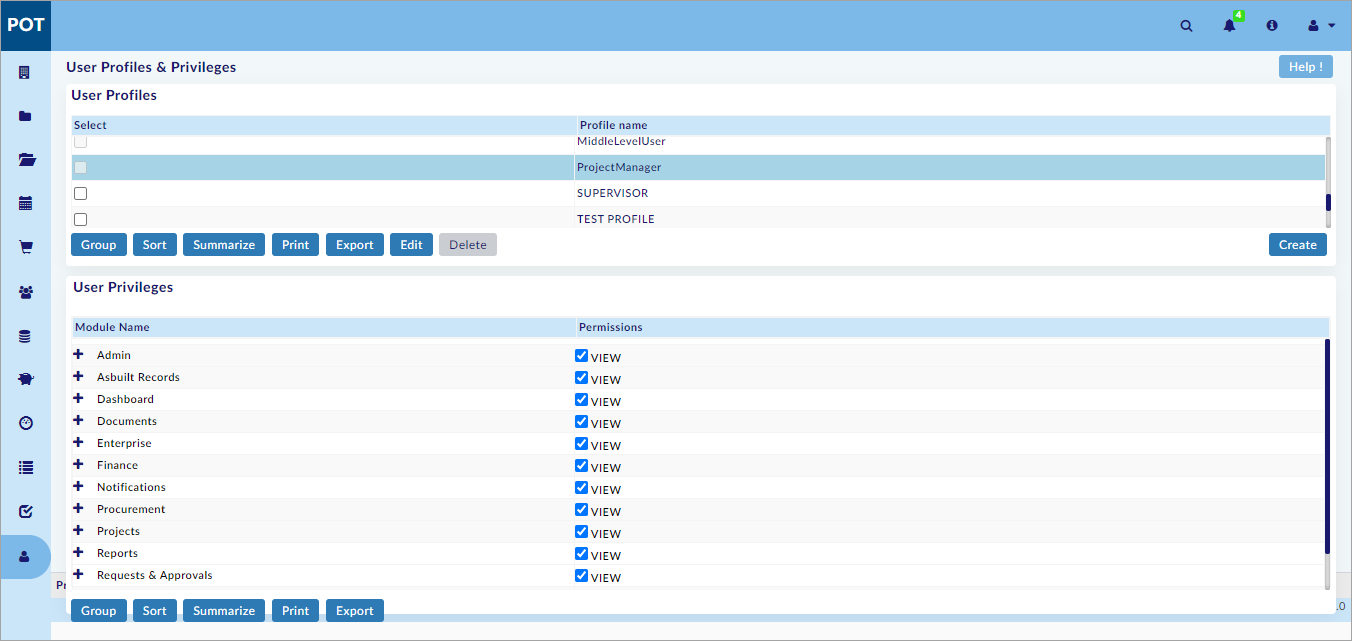 POT
4
User Profiles & Privileges
Help !
User Profiles
Select Profile name
MiddleLevelUser
ProjectManager
SUPERVISOR
TEST PROFILE
Group Sort Summarize Print Export Edit Delete Create
User Privileges
Module Name Permissions
Admin VIEW
Asbuilt Records VIEW
Dashboard VIEW
Documents VIEW
Enterprise VIEW
Finance VIEW
Notifications VIEW
Procurement VIEW
Projects VIEW
Reports VIEW
Requests & Approvals VIEW
Group Sort Summarize Print Export
.0